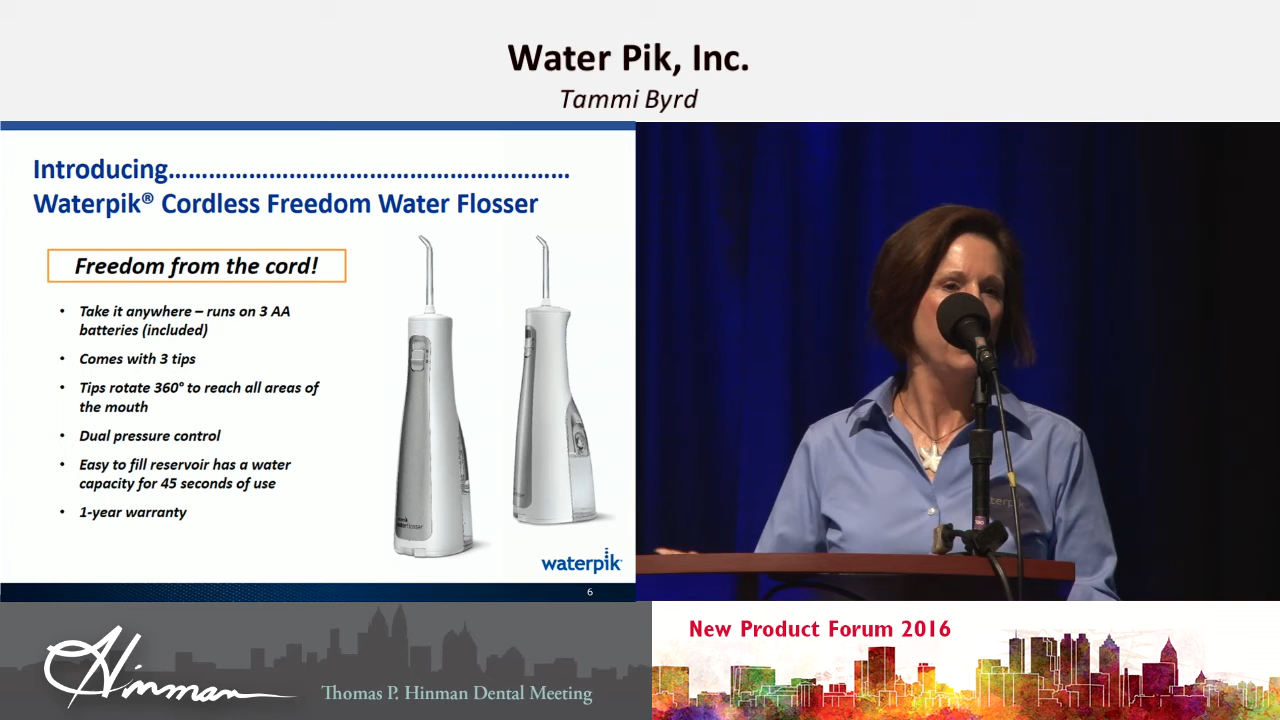 Water Pik, Inc.
Tammi Byrd
Introducing……………………………………………………
Waterpik® Cordless Freedom Water Flosser
Freedom from the cord!
• Take it anywhere – runs on 3 AA
batteries (included)
• Comes with 3 tips
• Tips rotate 360° to reach all areas of
the mouth
• Dual pressure control
• Easy to fill reservoir has a water
capacity for 45 seconds of use
• 1-year warranty
waterflosser
waterpik
6
Hinman
Thomas P. Hinman Dental Meeting
New Product Forum 2016